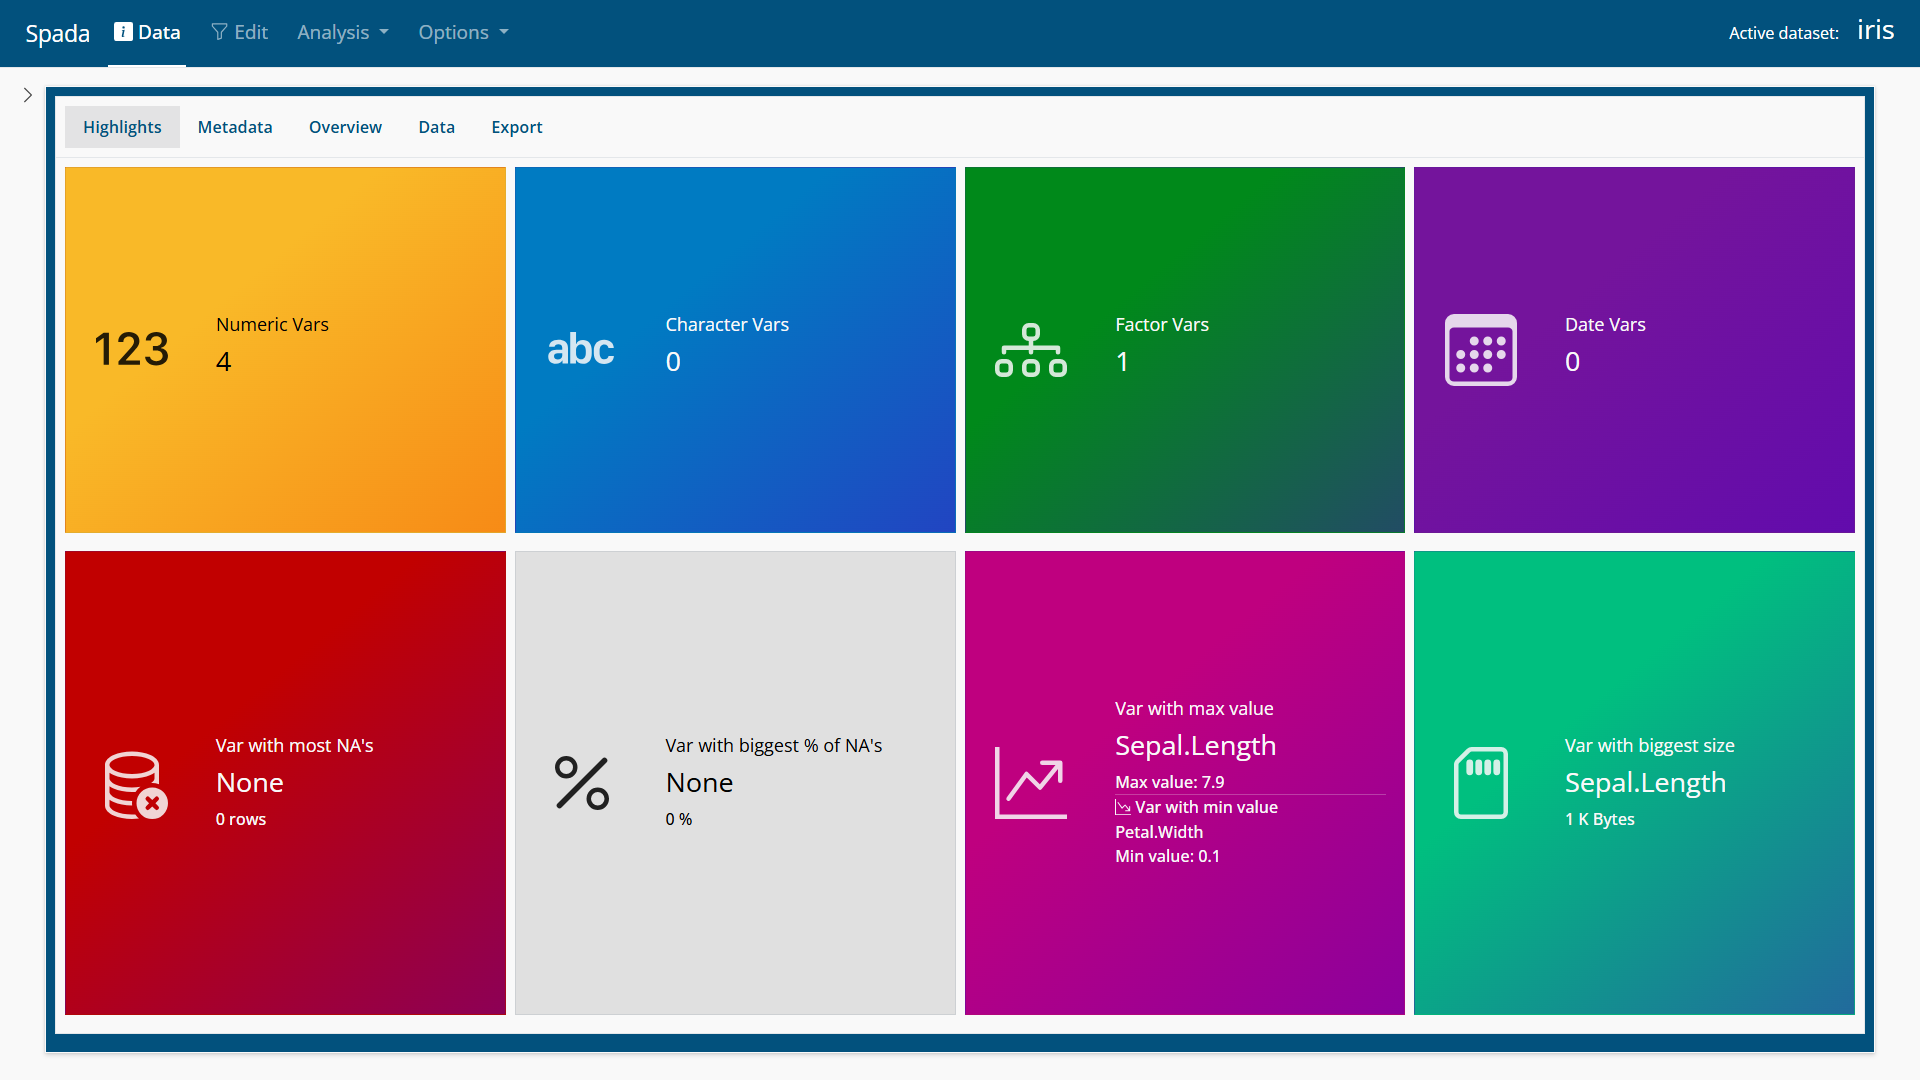 Spada
Data
Edit
Analysis
Options
Active dataset:
iris
Highlights
Metadata
Overview
Data
Export
123
Numeric Vars
4
abc
Character Vars
0
Factor Vars
1
Date Vars
0
Var with most NA's
None
0 rows
%
Var with biggest % of NA's
None
0 %
Var with max value
Sepal.Length
Max value: 7.9
Var with min value
Petal.Width
Min value: 0.1
Var with biggest size
Sepal.Length
1 K Bytes